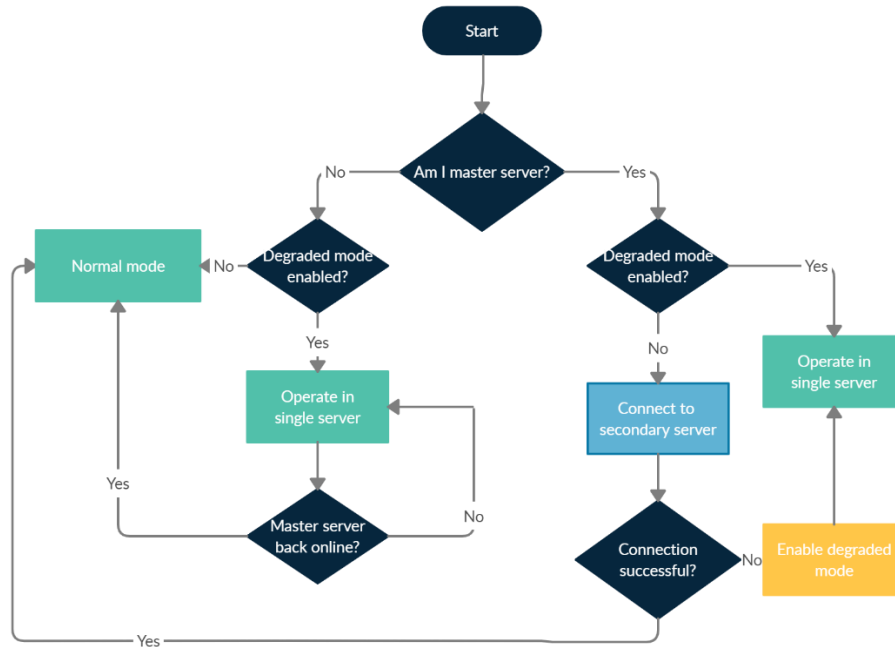 Start
Am I master server?
No
Yes
Degraded mode
enabled?
Degraded mode
enabled?
Normal mode
No
Yes
Yes
No
Operate in
single server
Operate in
single server
Connect to
secondary server
Yes
No
Master server
back online?
Connection
successful?
No
Enable degraded
mode
Yes